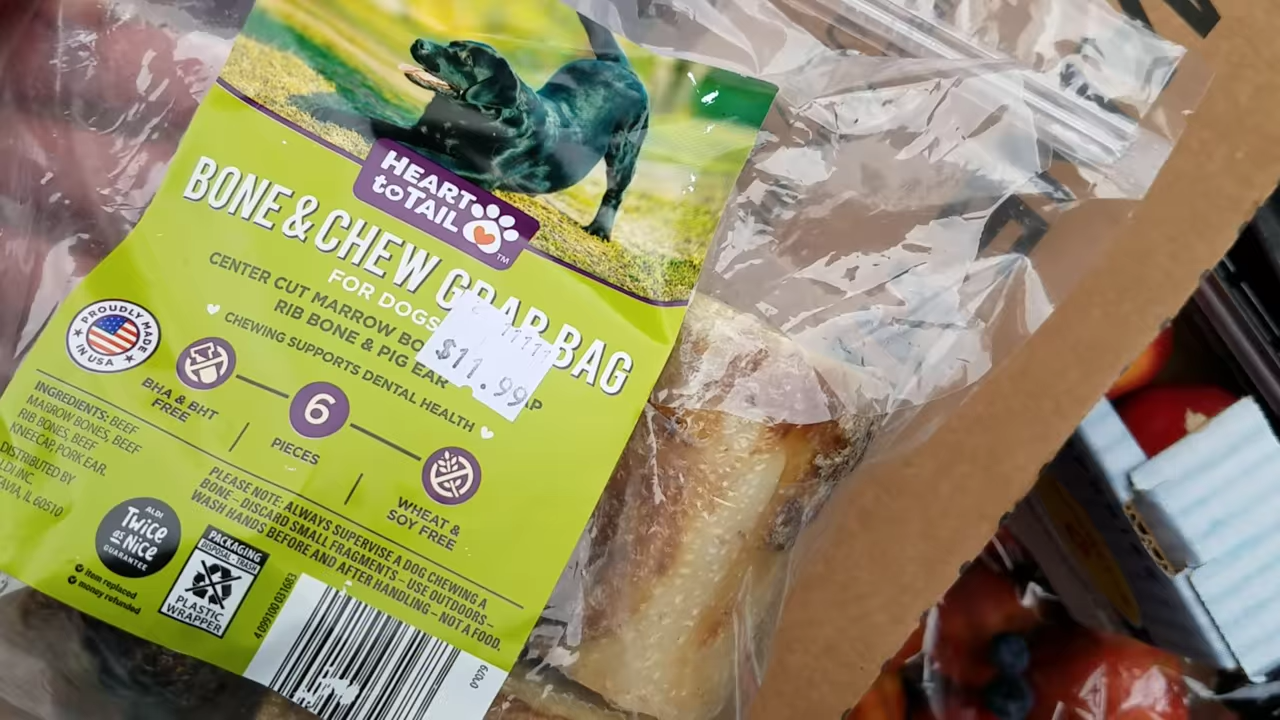 HEART
to TAIL
TM
BONE & CHEW GRAB BAG
FOR DOGS
CENTER CUT MARROW
RIB BONE & PIG EAR
CHEWING SUPPORTS DENTAL HEALTH
$11.99
PROUDLY MADE
IN USA
BHA & BHT
FREE
6
PIECES
WHEAT &
SOY FREE
INGREDIENTS: BEEF
MARROW BONES, BEEF
RIB BONES, BEEF
KNEECAP, PORK EAR.
DISTRIBUTED BY
INC.
IL 60510
PLEASE NOTE: ALWAYS SUPERVISE A DOG CHEWING A
BONE – DISCARD SMALL FRAGMENTS – USE OUTDOORS –
WASH HANDS BEFORE AND AFTER HANDLING – NOT A FOOD.
ALDI
Twice
as Nice
GUARANTEE
item replaced
money refunded
PACKAGING
DISPOSAL - TRASH
PLASTIC
WRAPPER
4 099100 031683